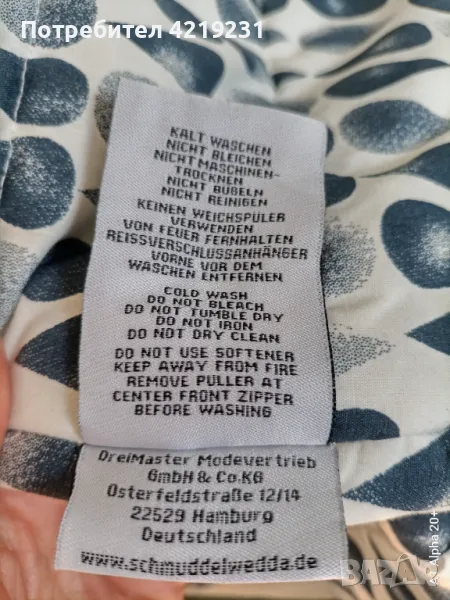 Потребител 4219231
KALT WASCHEN
NICHT BLEICHEN
NICHT MASCHINEN-
TROCKNEN
NICHT BÜGELN
NICHT REINIGEN
KEINEN WEICHSPÜLER
VERWENDEN
VON FEUER FERNHALTEN
REISSVERSCHLUSSANHÄNGER
VORNE VOR DEM
WASCHEN ENTFERNEN
COLD WASH
DO NOT BLEACH
DO NOT TUMBLE DRY
DO NOT IRON
DO NOT DRY CLEAN
DO NOT USE SOFTENER
KEEP AWAY FROM FIRE
REMOVE PULLER AT
CENTER FRONT ZIPPER
BEFORE WASHING
DreiMaster Modevertrieb
GmbH & Co.KG
Osterfeldstraße 12/14
22529 Hamburg
Deutschland
www.schmuddelwedda.de
Alpha 20+
bazar